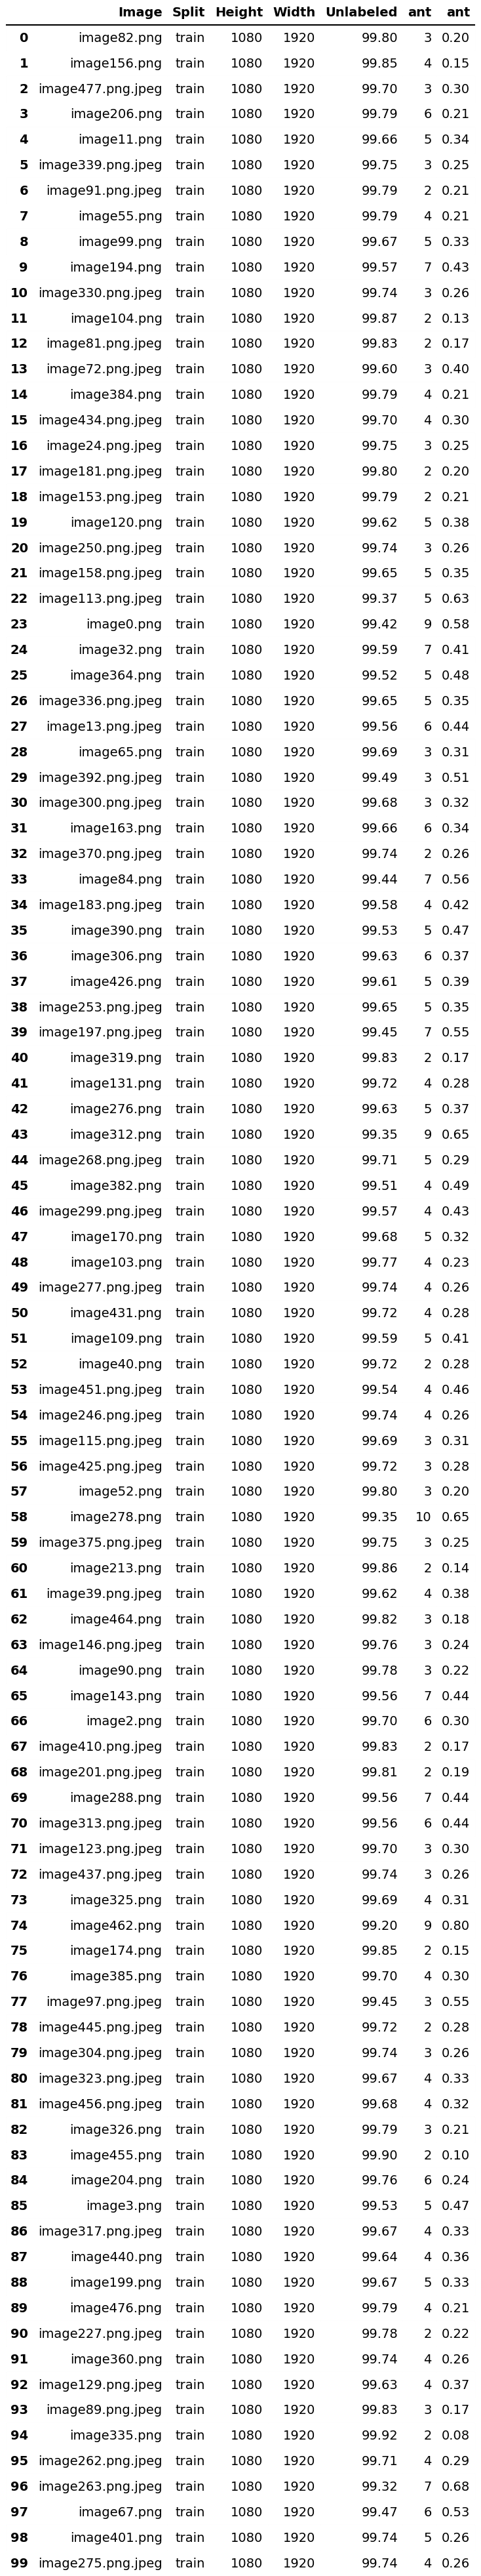 Image Split Height Width Unlabeled ant ant
0 image82.png train 1080 1920 99.80 3 0.20
1 image156.png train 1080 1920 99.85 4 0.15
2 image477.png.jpeg train 1080 1920 99.70 3 0.30
3 image206.png train 1080 1920 99.79 6 0.21
4 image11.png train 1080 1920 99.66 5 0.34
5 image339.png.jpeg train 1080 1920 99.75 3 0.25
6 image91.png.jpeg train 1080 1920 99.79 2 0.21
7 image55.png train 1080 1920 99.79 4 0.21
8 image99.png train 1080 1920 99.67 5 0.33
9 image194.png train 1080 1920 99.57 7 0.43
10 image330.png.jpeg train 1080 1920 99.74 3 0.26
11 image104.png train 1080 1920 99.87 2 0.13
12 image81.png.jpeg train 1080 1920 99.83 2 0.17
13 image72.png.jpeg train 1080 1920 99.60 3 0.40
14 image384.png train 1080 1920 99.79 4 0.21
15 image434.png.jpeg train 1080 1920 99.70 4 0.30
16 image24.png.jpeg train 1080 1920 99.75 3 0.25
17 image181.png.jpeg train 1080 1920 99.80 2 0.20
18 image153.png.jpeg train 1080 1920 99.79 2 0.21
19 image120.png train 1080 1920 99.62 5 0.38
20 image250.png.jpeg train 1080 1920 99.74 3 0.26
21 image158.png.jpeg train 1080 1920 99.65 5 0.35
22 image113.png.jpeg train 1080 1920 99.37 5 0.63
23 image0.png train 1080 1920 99.42 9 0.58
24 image32.png train 1080 1920 99.59 7 0.41
25 image364.png train 1080 1920 99.52 5 0.48
26 image336.png.jpeg train 1080 1920 99.65 5 0.35
27 image13.png.jpeg train 1080 1920 99.56 6 0.44
28 image65.png train 1080 1920 99.69 3 0.31
29 image392.png.jpeg train 1080 1920 99.49 3 0.51
30 image300.png.jpeg train 1080 1920 99.68 3 0.32
31 image163.png train 1080 1920 99.66 6 0.34
32 image370.png.jpeg train 1080 1920 99.74 2 0.26
33 image84.png train 1080 1920 99.44 7 0.56
34 image183.png.jpeg train 1080 1920 99.58 4 0.42
35 image390.png train 1080 1920 99.53 5 0.47
36 image306.png train 1080 1920 99.63 6 0.37
37 image426.png train 1080 1920 99.61 5 0.39
38 image253.png.jpeg train 1080 1920 99.65 5 0.35
39 image197.png.jpeg train 1080 1920 99.45 7 0.55
40 image319.png train 1080 1920 99.83 2 0.17
41 image131.png train 1080 1920 99.72 4 0.28
42 image276.png train 1080 1920 99.63 5 0.37
43 image312.png train 1080 1920 99.35 9 0.65
44 image268.png.jpeg train 1080 1920 99.71 5 0.29
45 image382.png train 1080 1920 99.51 4 0.49
46 image299.png.jpeg train 1080 1920 99.57 4 0.43
47 image170.png train 1080 1920 99.68 5 0.32
48 image103.png train 1080 1920 99.77 4 0.23
49 image277.png.jpeg train 1080 1920 99.74 4 0.26
50 image431.png train 1080 1920 99.72 4 0.28
51 image109.png train 1080 1920 99.59 5 0.41
52 image40.png train 1080 1920 99.72 2 0.28
53 image451.png.jpeg train 1080 1920 99.54 4 0.46
54 image246.png.jpeg train 1080 1920 99.74 4 0.26
55 image115.png train 1080 1920 99.69 3 0.31
56 image425.png.jpeg train 1080 1920 99.72 3 0.28
57 image52.png train 1080 1920 99.80 3 0.20
58 image278.png train 1080 1920 99.35 10 0.65
59 image375.png.jpeg train 1080 1920 99.75 3 0.25
60 image213.png train 1080 1920 99.86 2 0.14
61 image39.png.jpeg train 1080 1920 99.62 4 0.38
62 image464.png train 1080 1920 99.82 3 0.18
63 image146.png.jpeg train 1080 1920 99.76 3 0.24
64 image90.png train 1080 1920 99.78 3 0.22
65 image143.png train 1080 1920 99.56 7 0.44
66 image2.png train 1080 1920 99.70 6 0.30
67 image410.png.jpeg train 1080 1920 99.83 2 0.17
68 image201.png.jpeg train 1080 1920 99.81 2 0.19
69 image288.png train 1080 1920 99.56 7 0.44
70 image313.png.jpeg train 1080 1920 99.56 6 0.44
71 image123.png.jpeg train 1080 1920 99.70 3 0.30
72 image437.png.jpeg train 1080 1920 99.74 3 0.26
73 image325.png train 1080 1920 99.69 4 0.31
74 image462.png train 1080 1920 99.20 9 0.80
75 image174.png train 1080 1920 99.85 2 0.15
76 image385.png train 1080 1920 99.70 4 0.30
77 image97.png.jpeg train 1080 1920 99.45 3 0.55
78 image445.png.jpeg train 1080 1920 99.72 2 0.28
79 image304.png.jpeg train 1080 1920 99.74 3 0.26
80 image323.png.jpeg train 1080 1920 99.67 4 0.33
81 image456.png.jpeg train 1080 1920 99.68 4 0.32
82 image326.png train 1080 1920 99.79 3 0.21
83 image455.png train 1080 1920 99.90 2 0.10
84 image204.png train 1080 1920 99.76 6 0.24
85 image3.png train 1080 1920 99.53 5 0.47
86 image317.png.jpeg train 1080 1920 99.67 4 0.33
87 image440.png train 1080 1920 99.64 4 0.36
88 image199.png train 1080 1920 99.67 5 0.33
89 image476.png train 1080 1920 99.79 4 0.21
90 image227.png.jpeg train 1080 1920 99.78 2 0.22
91 image360.png train 1080 1920 99.74 4 0.26
92 image129.png.jpeg train 1080 1920 99.63 4 0.37
93 image89.png.jpeg train 1080 1920 99.83 3 0.17
94 image335.png train 1080 1920 99.92 2 0.08
95 image262.png.jpeg train 1080 1920 99.71 4 0.29
96 image263.png.jpeg train 1080 1920 99.32 7 0.68
97 image67.png train 1080 1920 99.47 6 0.53
98 image401.png train 1080 1920 99.74 5 0.26
99 image275.png.jpeg train 1080 1920 99.74 4 0.26